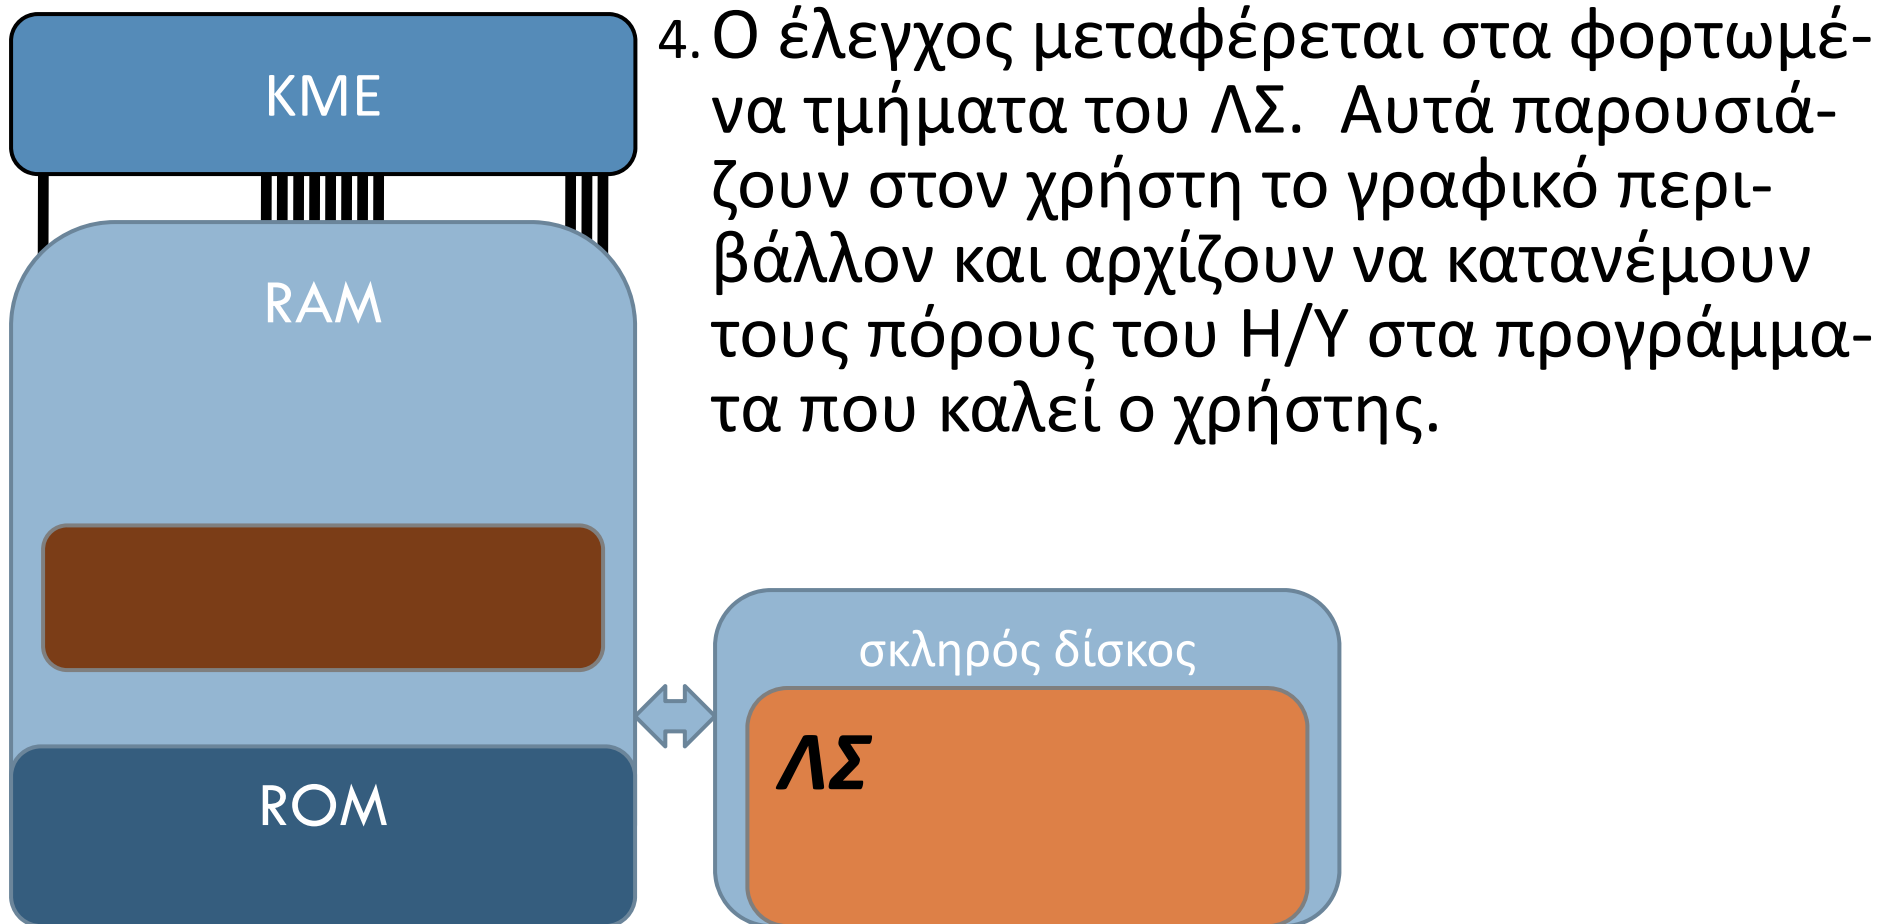 ΚΜΕ
RAM
ROM
4. Ο έλεγχος μεταφέρεται στα φορτωμέ-
να τμήματα του ΛΣ. Αυτά παρουσιά-
ζουν στον χρήστη το γραφικό περι-
βάλλον και αρχίζουν να κατανέμουν
τους πόρους του Η/Υ στα προγράμμα-
τα που καλεί ο χρήστης.
σκληρός δίσκος
ΛΣ